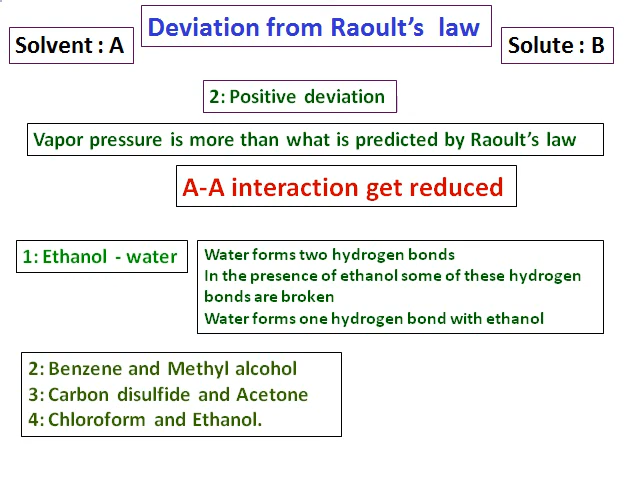 Deviation from Raoult’s law
Solvent : A
Solute : B
2: Positive deviation
Vapor pressure is more than what is predicted by Raoult’s law
A-A interaction get reduced
1: Ethanol - water
Water forms two hydrogen bonds
In the presence of ethanol some of these hydrogen
bonds are broken
Water forms one hydrogen bond with ethanol
2: Benzene and Methyl alcohol
3: Carbon disulfide and Acetone
4: Chloroform and Ethanol.